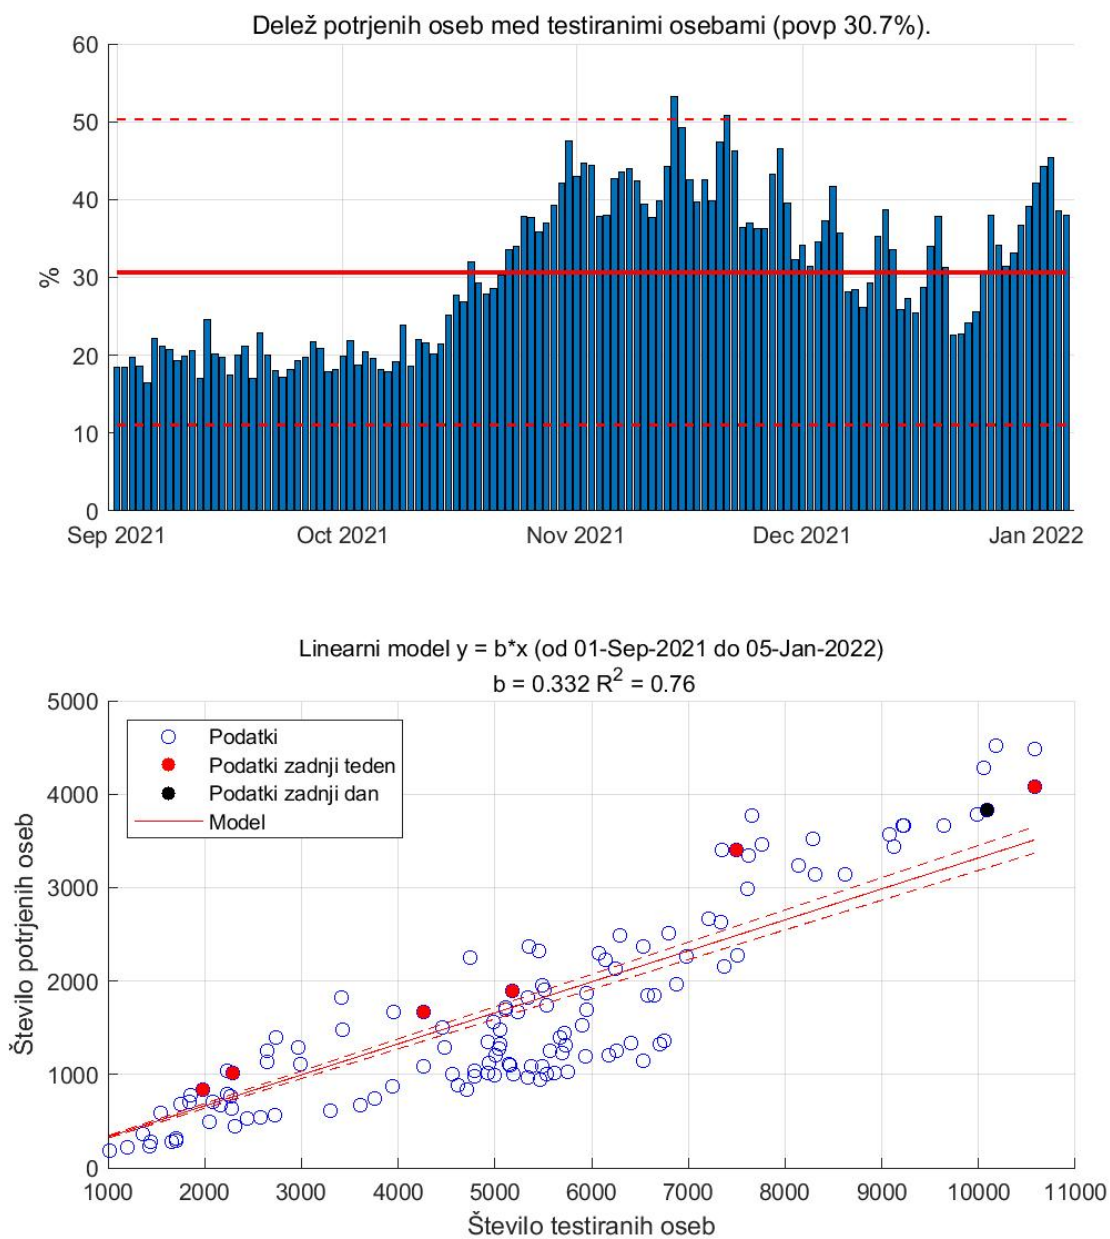 Delež potrjenih oseb med testiranimi osebami (povp 30.7%).
60
50
40
30
20
10
0
%
Sep 2021 Oct 2021 Nov 2021 Dec 2021 Jan 2022
Linearni model y = b*x (od 01-Sep-2021 do 05-Jan-2022)
b = 0.332 R² = 0.76
5000
4000
3000
2000
1000
0
Število potrjenih oseb
Podatki
Podatki zadnji teden
Podatki zadnji dan
Model
1000 2000 3000 4000 5000 6000 7000 8000 9000 10000 11000
Število testiranih oseb